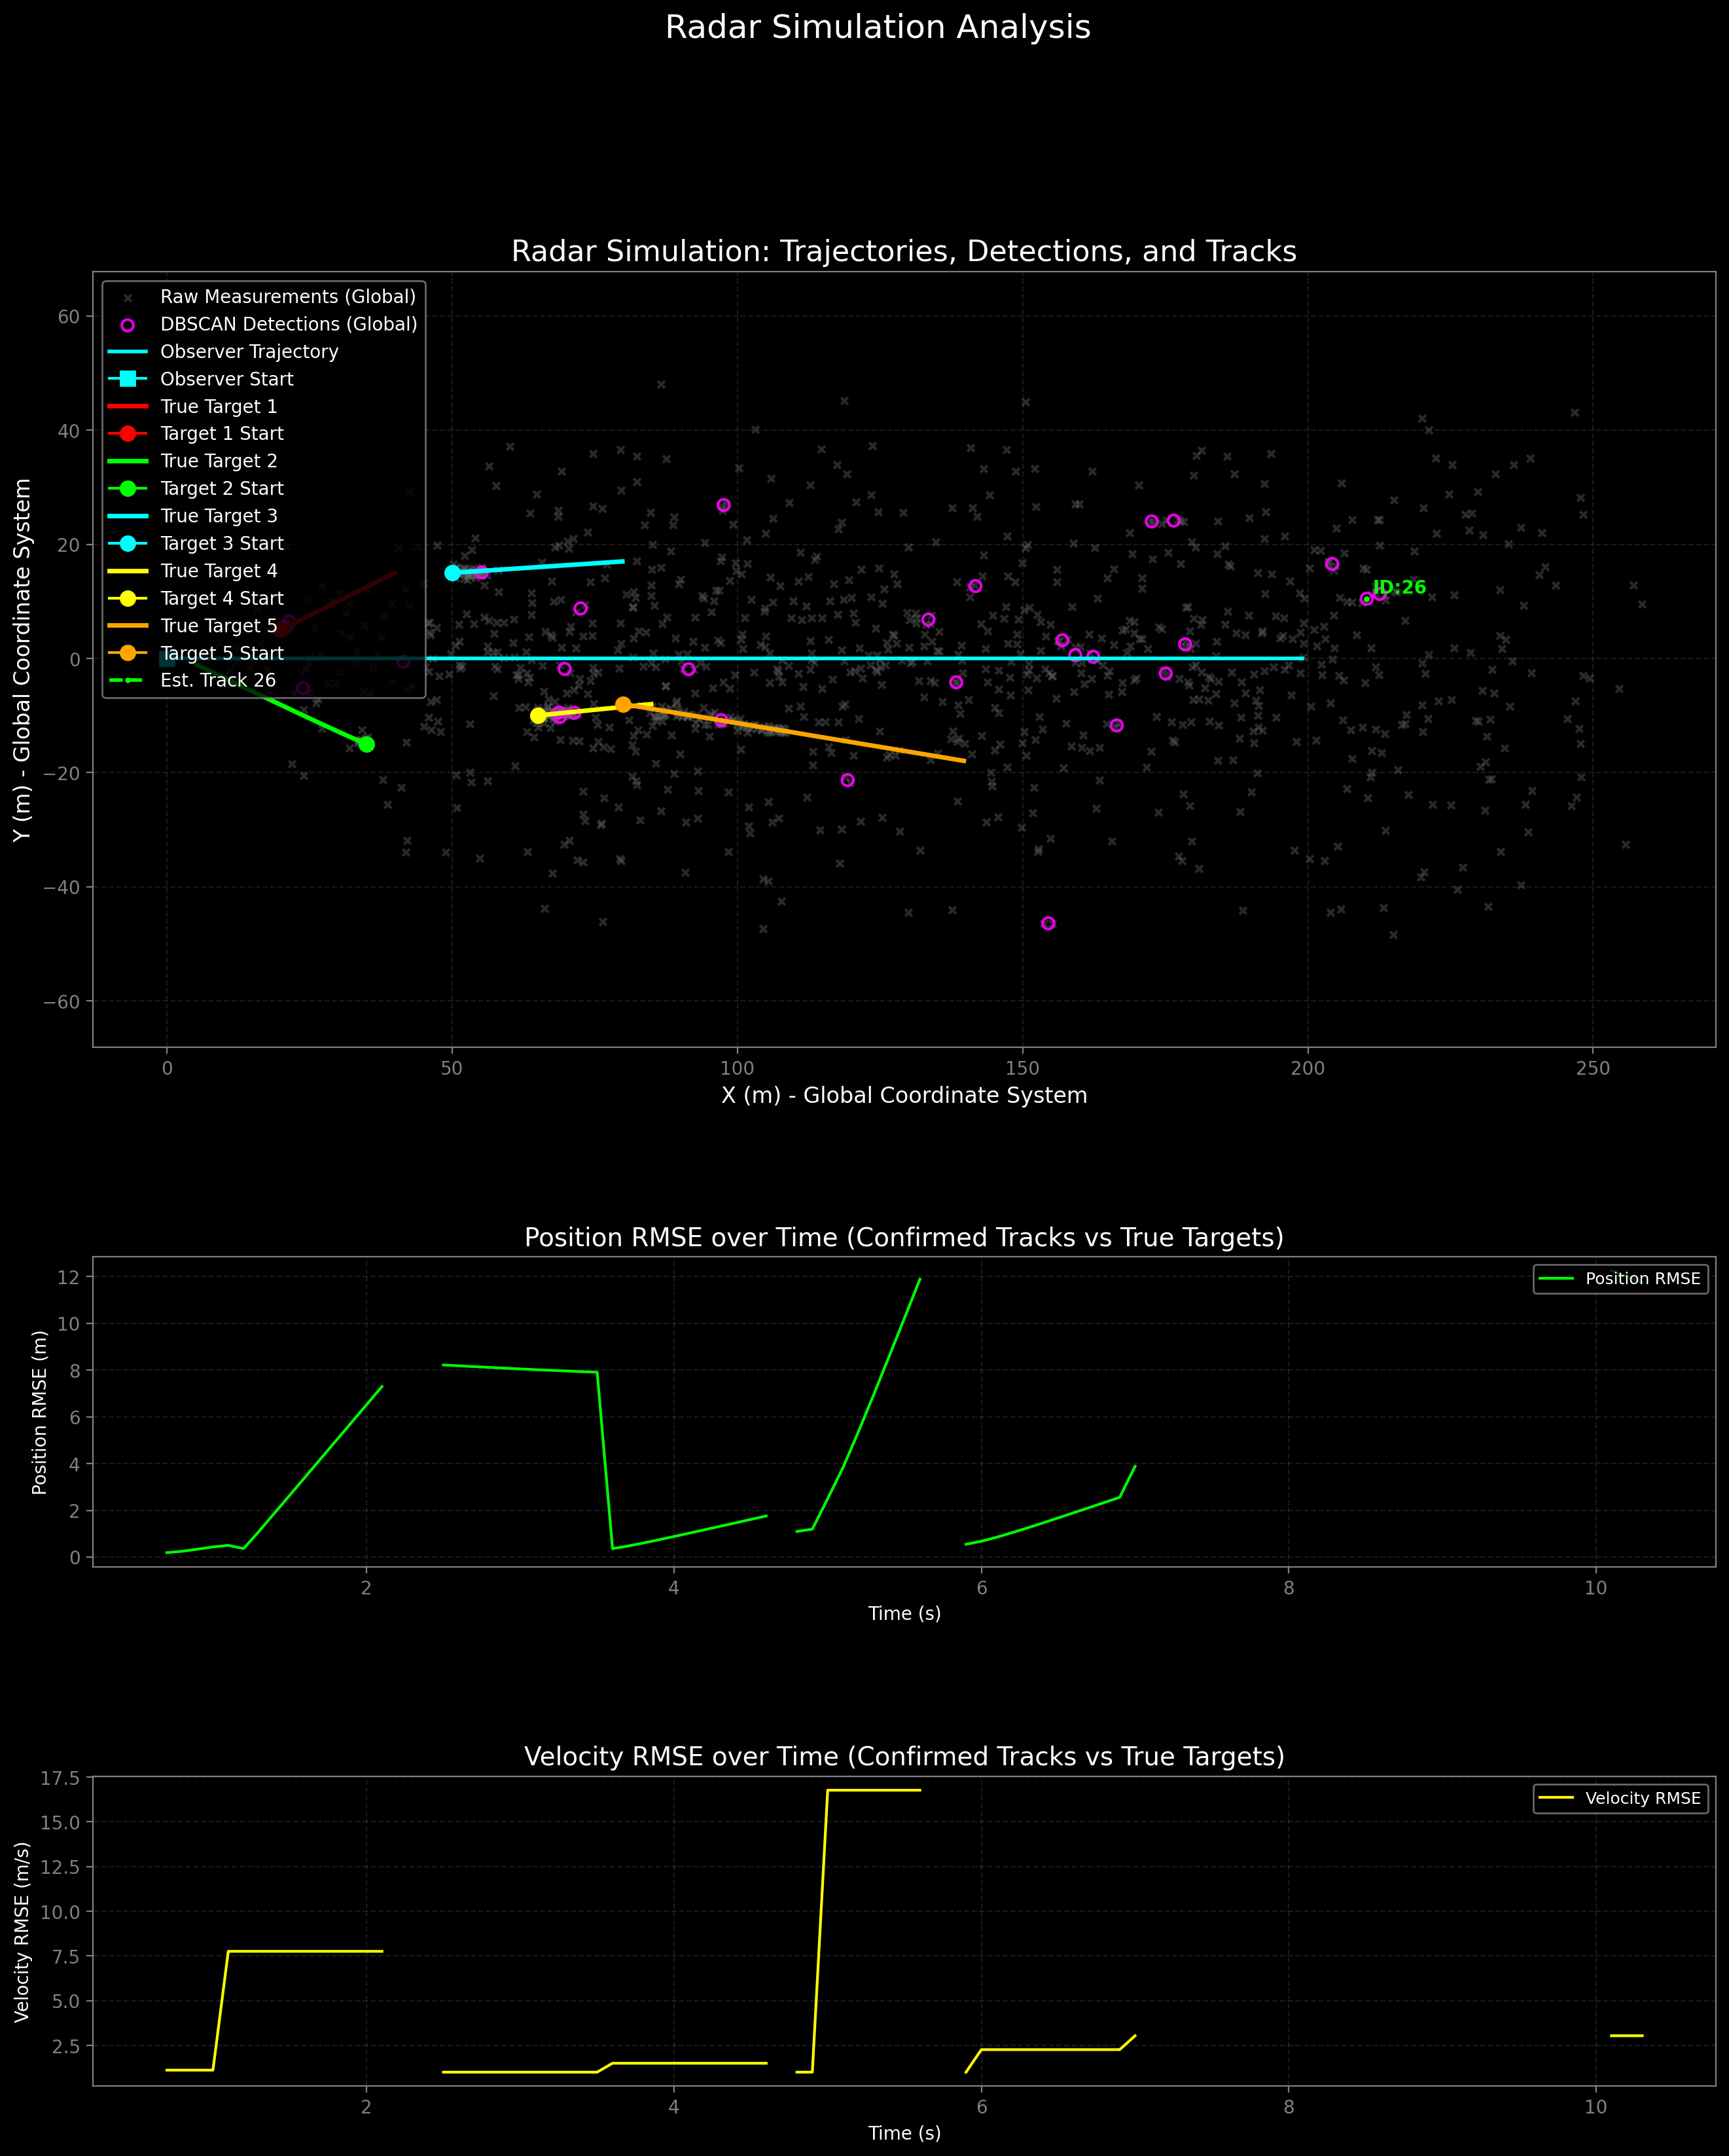 Radar Simulation Analysis
Radar Simulation: Trajectories, Detections, and Tracks
Raw Measurements (Global)
DBSCAN Detections (Global)
Observer Trajectory
Observer Start
True Target 1
Target 1 Start
True Target 2
Target 2 Start
True Target 3
Target 3 Start
True Target 4
Target 4 Start
True Target 5
Target 5 Start
Est. Track 26
ID:26
Y (m) - Global Coordinate System
60
40
20
0
−20
−40
−60
0 50 100 150 200 250
X (m) - Global Coordinate System
Position RMSE over Time (Confirmed Tracks vs True Targets)
Position RMSE
Position RMSE (m)
12
10
8
6
4
2
0
2 4 6 8 10
Time (s)
Velocity RMSE over Time (Confirmed Tracks vs True Targets)
Velocity RMSE
Velocity RMSE (m/s)
17.5
15.0
12.5
10.0
7.5
5.0
2.5
2 4 6 8 10
Time (s)